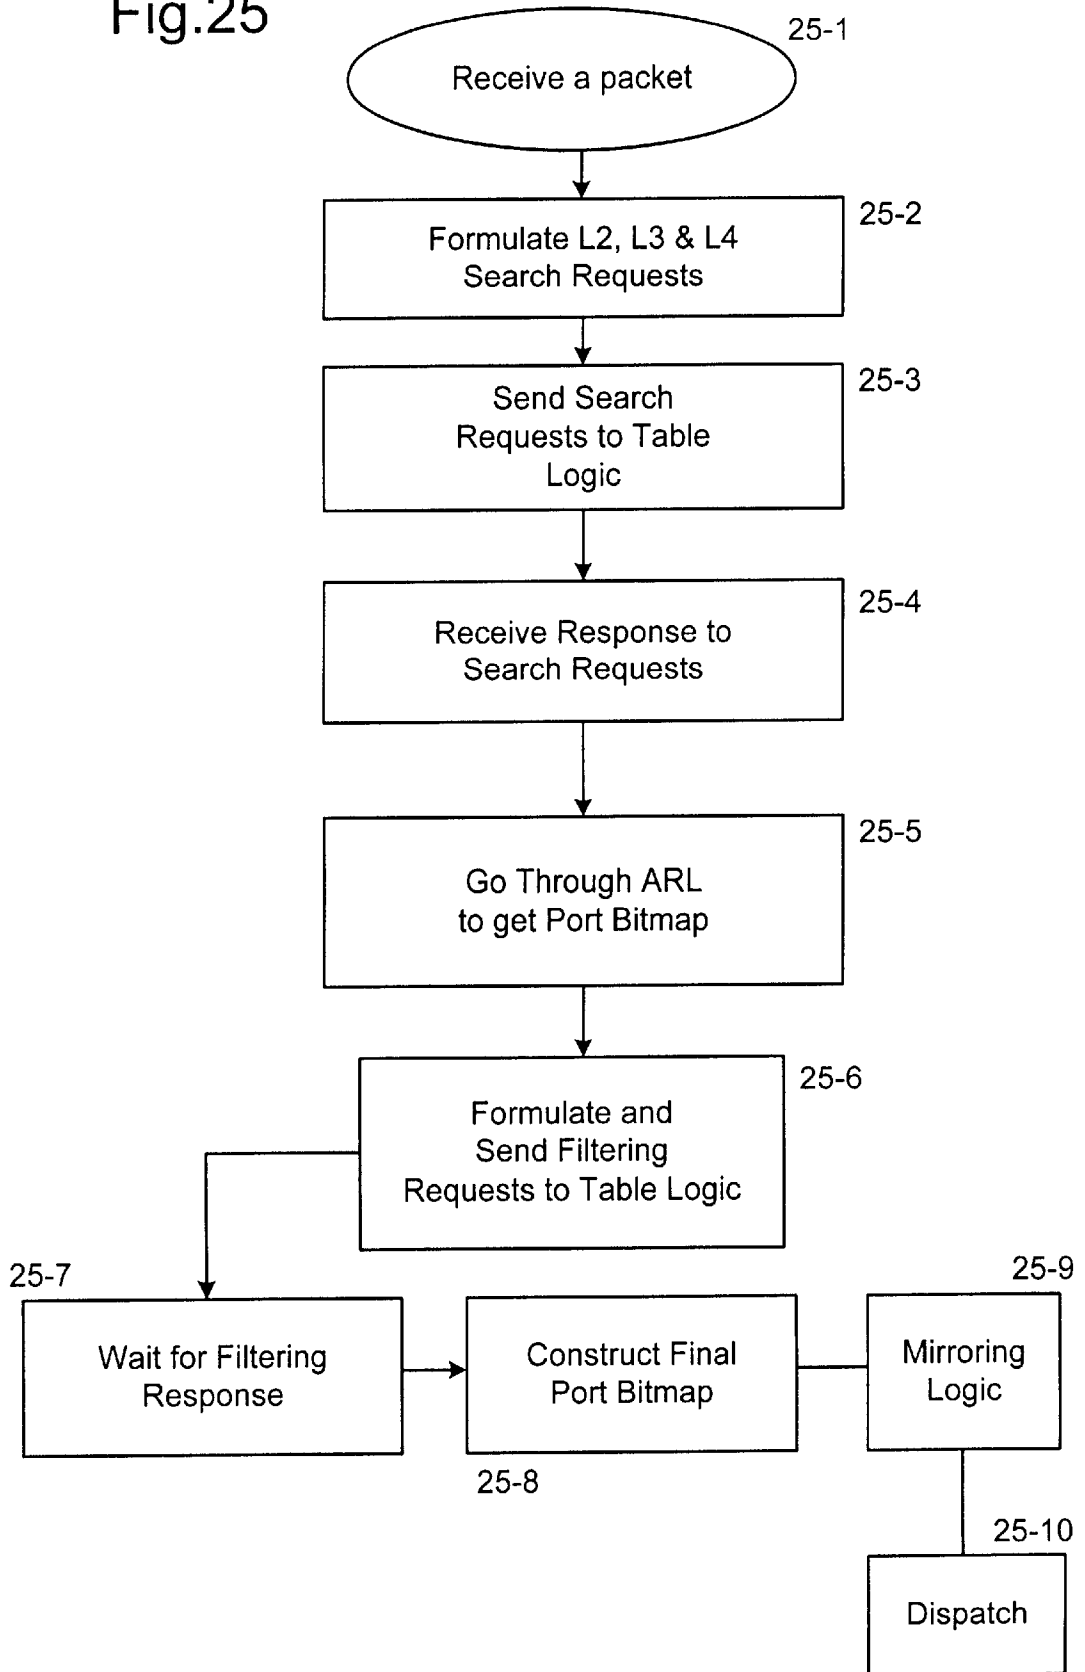 Fig.25
25-1
Receive a packet
25-2
Formulate L2, L3 & L4
Search Requests
25-3
Send Search
Requests to Table
Logic
25-4
Receive Response to
Search Requests
25-5
Go Through ARL
to get Port Bitmap
25-6
Formulate and
Send Filtering
Requests to Table Logic
25-7
Wait for Filtering
Response
Construct Final
Port Bitmap
25-8
25-9
Mirroring
Logic
25-10
Dispatch